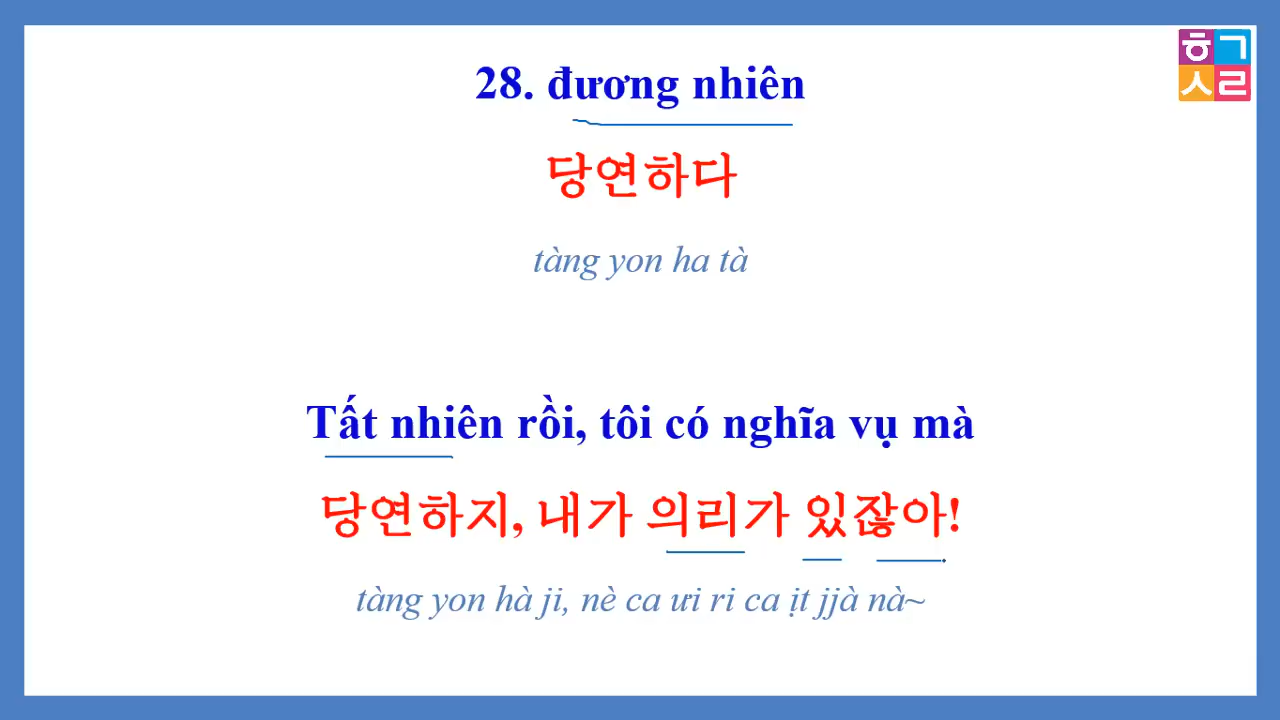 ㅎㄱ
ㅅㄹ
28. đương nhiên
당연하다
tàng yon ha tà
Tất nhiên rồi, tôi có nghĩa vụ mà
당연하지, 내가 의리가 있잖아!
tàng yon hà ji, nè ca ưi ri ca ịt jjà nà~